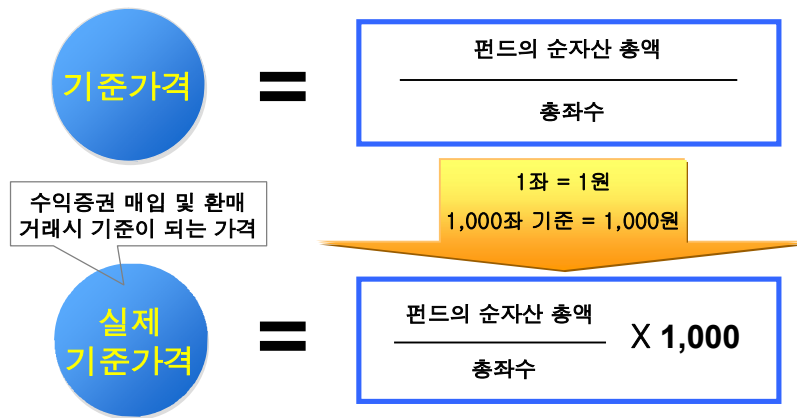 기준가격
=
펀드의 순자산 총액
총좌수
수익증권 매입 및 환매
거래시 기준이 되는 가격
1좌 = 1원
1,000좌 기준 = 1,000원
실제
기준가격
=
펀드의 순자산 총액
총좌수
X 1,000